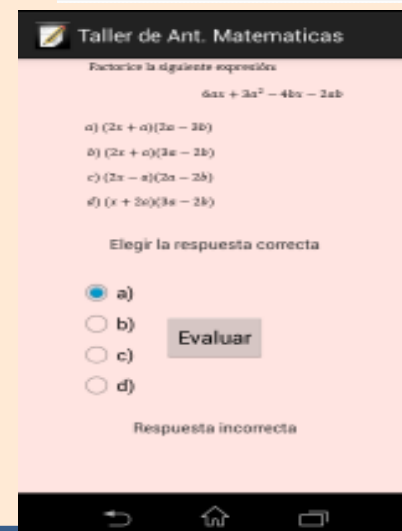 Taller de Ant. Matematicas
Factorice la siguiente expresión:
6ax + 3a² − 4bx − 2ab
a) (2x + a)(2a − 3b)
b) (2x + a)(3a − 2b)
c) (2x − a)(2a − 2b)
d) (x + 2a)(3a − 2b)
Elegir la respuesta correcta
a)
b)
Evaluar
c)
d)
Respuesta incorrecta